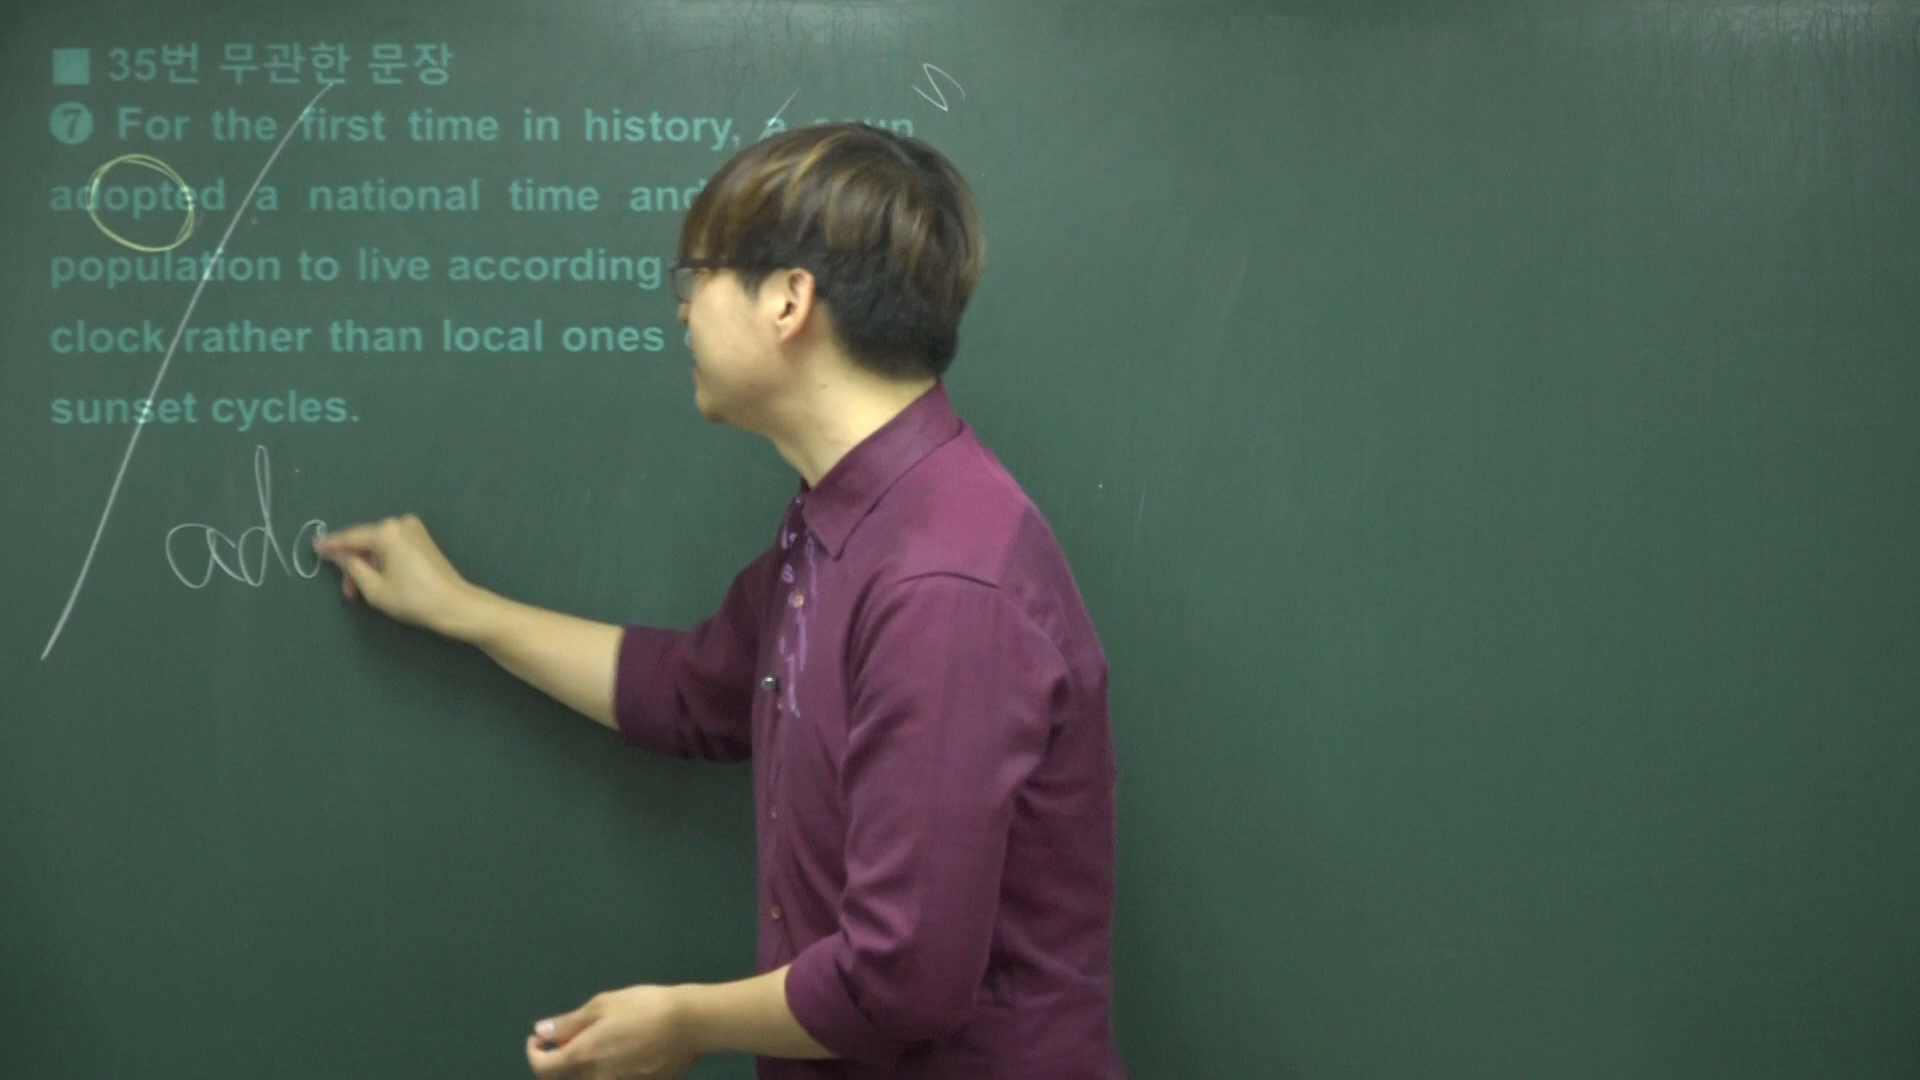 ■ 35번 무관한 문장
❼ For the first time in history, a
adopted a national time and
population to live according
clock rather than local ones
sunset cycles.
ado